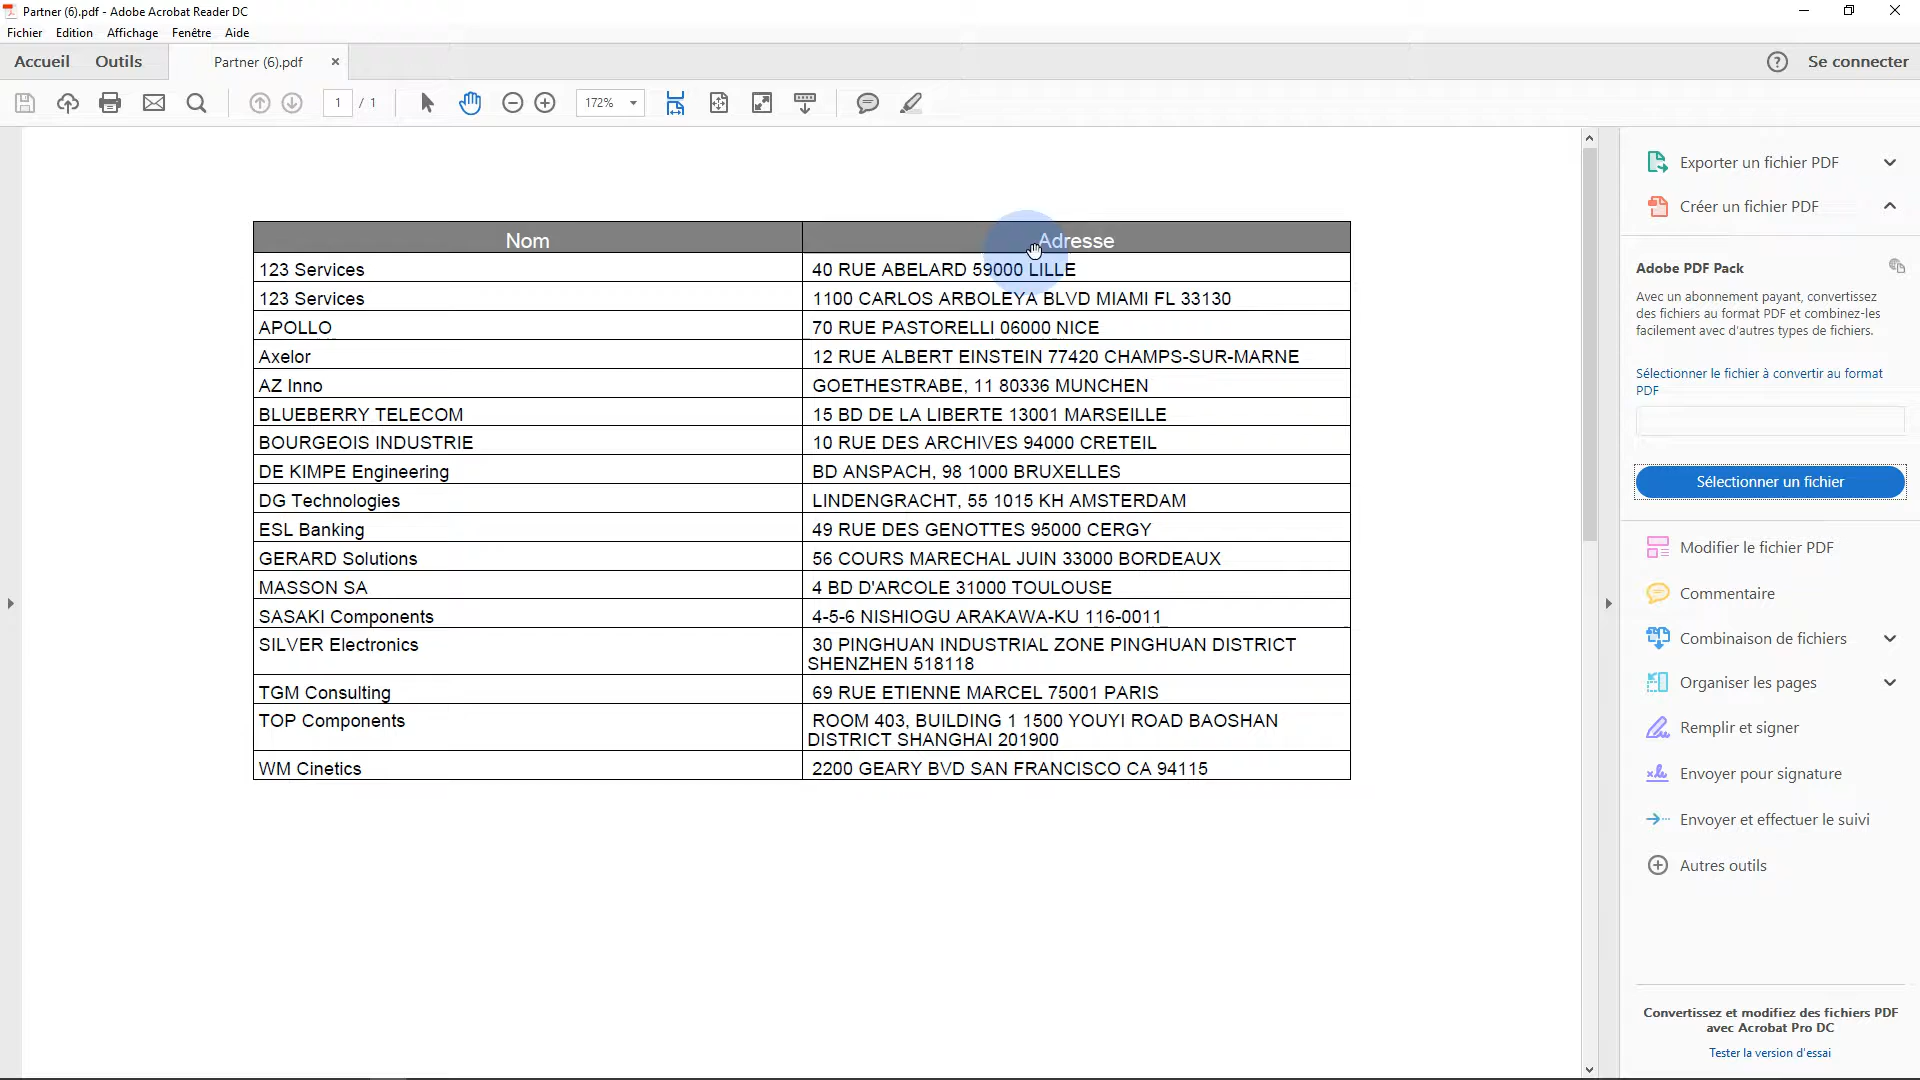 Partner (6).pdf - Adobe Acrobat Reader DC
Fichier Edition Affichage Fenêtre Aide
Accueil Outils Partner (6).pdf × ? Se connecter
1 / 1 172%
Nom Adresse
123 Services 40 RUE ABELARD 59000 LILLE
123 Services 1100 CARLOS ARBOLEYA BLVD MIAMI FL 33130
APOLLO 70 RUE PASTORELLI 06000 NICE
Axelor 12 RUE ALBERT EINSTEIN 77420 CHAMPS-SUR-MARNE
AZ Inno GOETHESTRABE, 11 80336 MUNCHEN
BLUEBERRY TELECOM 15 BD DE LA LIBERTE 13001 MARSEILLE
BOURGEOIS INDUSTRIE 10 RUE DES ARCHIVES 94000 CRETEIL
DE KIMPE Engineering BD ANSPACH, 98 1000 BRUXELLES
DG Technologies LINDENGRACHT, 55 1015 KH AMSTERDAM
ESL Banking 49 RUE DES GENOTTES 95000 CERGY
GERARD Solutions 56 COURS MARECHAL JUIN 33000 BORDEAUX
MASSON SA 4 BD D'ARCOLE 31000 TOULOUSE
SASAKI Components 4-5-6 NISHIOGU ARAKAWA-KU 116-0011
SILVER Electronics 30 PINGHUAN INDUSTRIAL ZONE PINGHUAN DISTRICT
SHENZHEN 518118
TGM Consulting 69 RUE ETIENNE MARCEL 75001 PARIS
TOP Components ROOM 403, BUILDING 1 1500 YOUYI ROAD BAOSHAN
DISTRICT SHANGHAI 201900
WM Cinetics 2200 GEARY BVD SAN FRANCISCO CA 94115
Exporter un fichier PDF
Créer un fichier PDF
Adobe PDF Pack
Avec un abonnement payant, convertissez
des fichiers au format PDF et combinez-les
facilement avec d'autres types de fichiers.
Sélectionner le fichier à convertir au format
PDF
Sélectionner un fichier
Modifier le fichier PDF
Commentaire
Combinaison de fichiers
Organiser les pages
Remplir et signer
Envoyer pour signature
Envoyer et effectuer le suivi
Autres outils
Convertissez et modifiez des fichiers PDF
avec Acrobat Pro DC
Tester la version d'essai